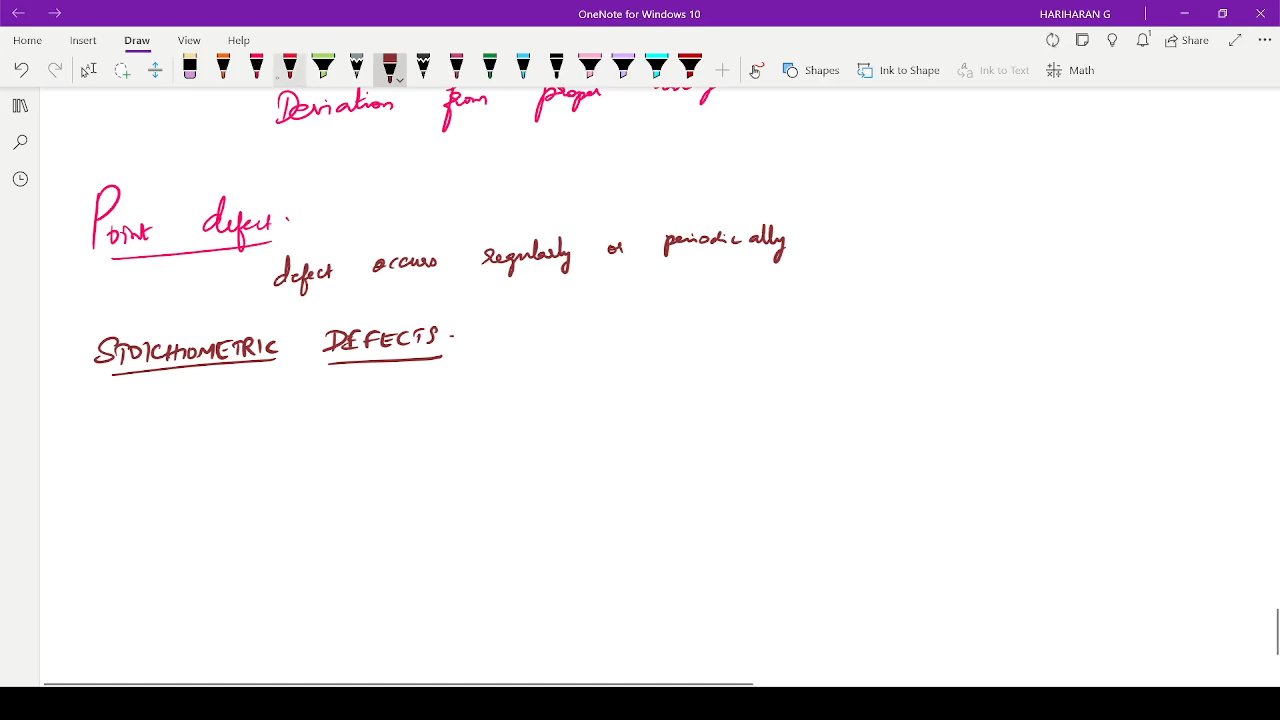 OneNote for Windows 10
HARIHARAN G
Home Insert Draw View Help
Share
Shapes Ink to Shape Ink to Text Math
Deviation from proper
Point defect.
defect occurs regularly or periodically
STOICHIOMETRIC DEFECTS.